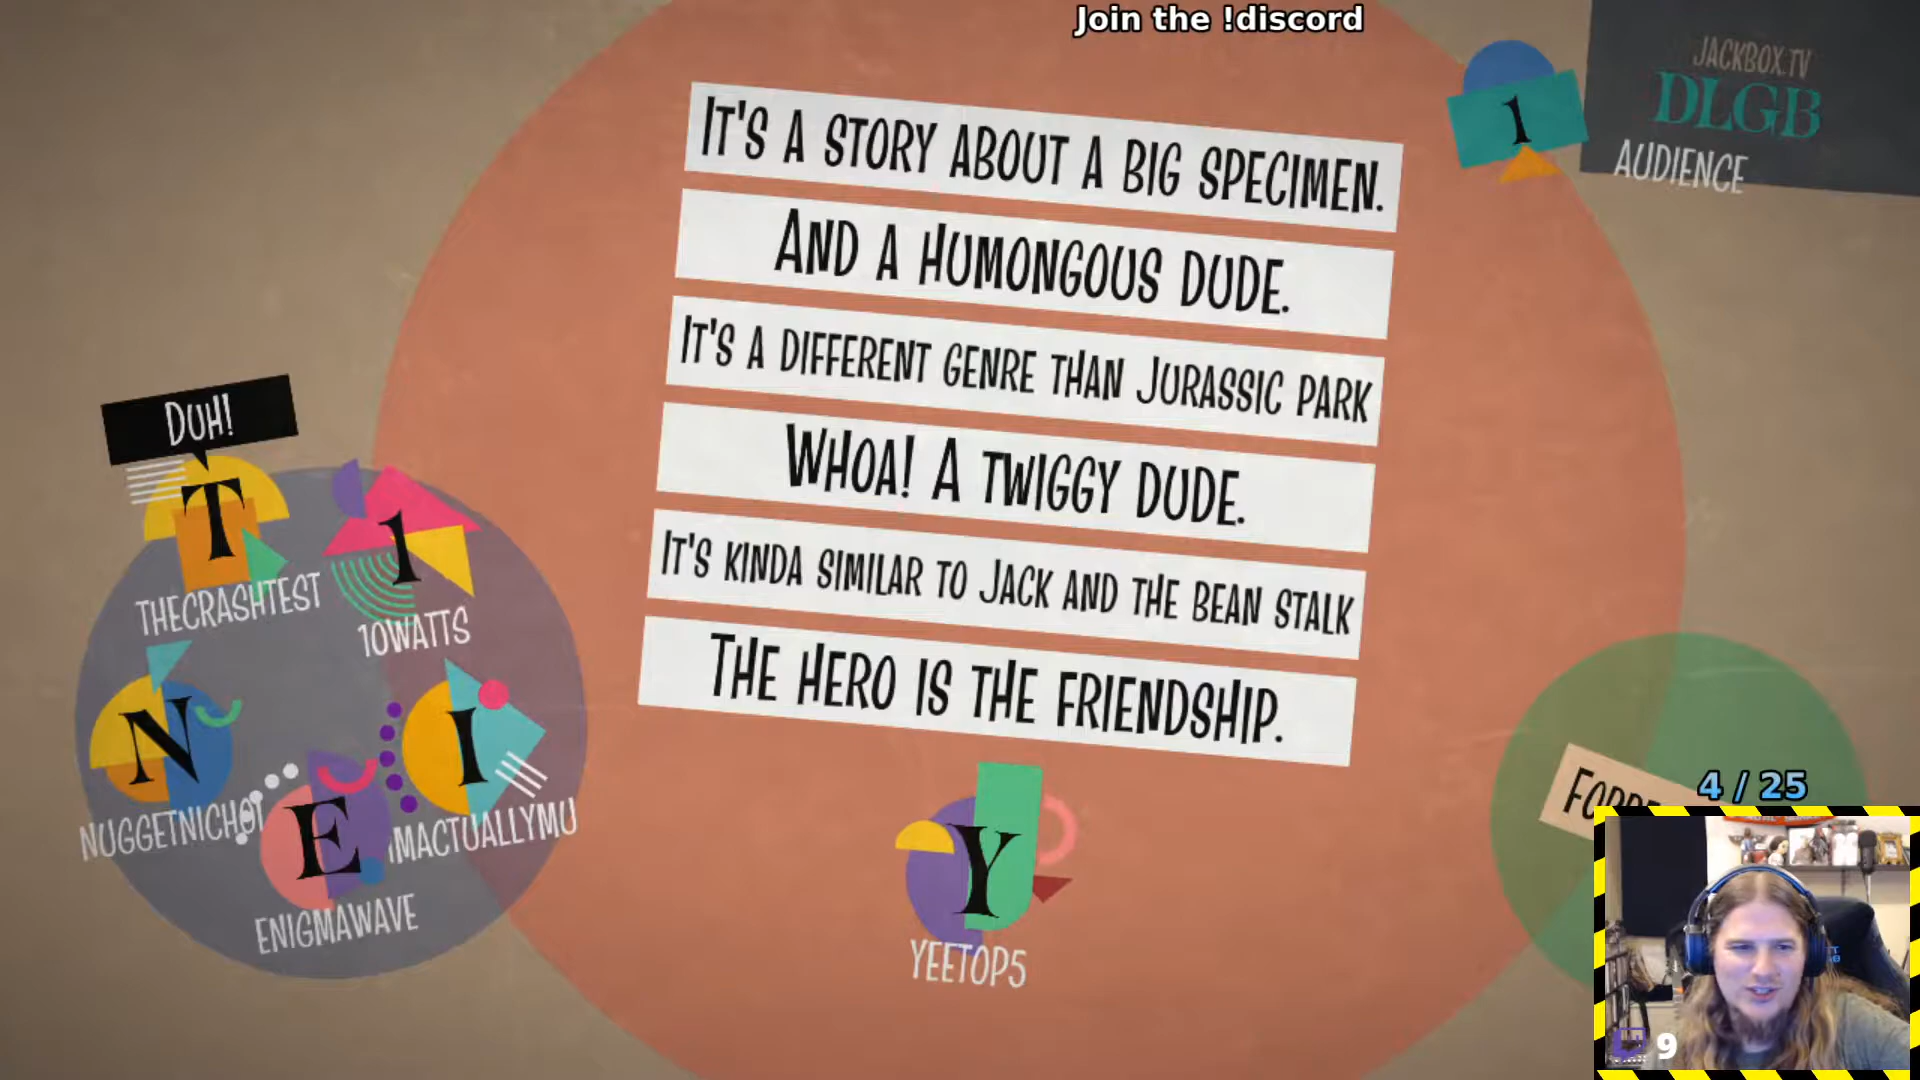 Join the !discord
JACKBOX.TV
DLGB
AUDIENCE
1
IT'S A STORY ABOUT A BIG SPECIMEN.
AND A HUMONGOUS DUDE.
IT'S A DIFFERENT GENRE THAN JURASSIC PARK
WHOA! A TWIGGY DUDE.
IT'S KINDA SIMILAR TO JACK AND THE BEAN STALK
THE HERO IS THE FRIENDSHIP.
DUH!
T
THECRASHTEST
1
10WATTS
N
NUGGETNICHOL
I
IMACTUALLYMU
E
ENIGMAWAVE
Y
YEETOP5
4 / 25
9